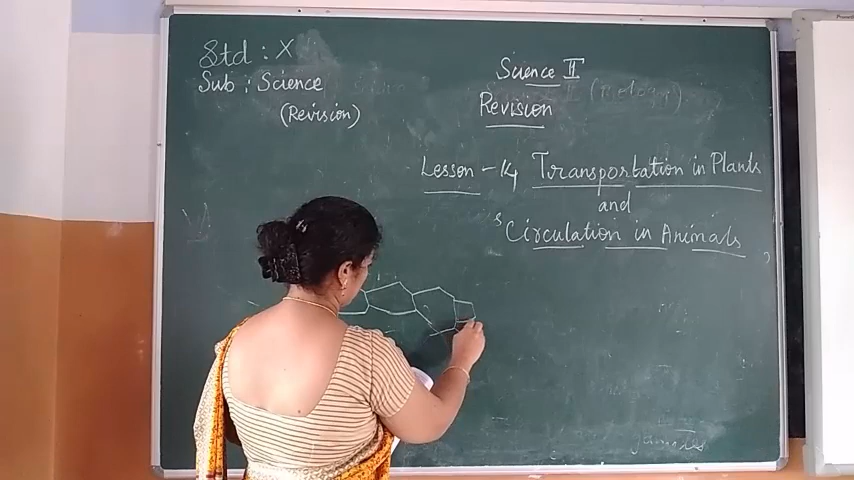 Std : X
Sub : Science
(Revision)
Science II
Revision
Lesson - 14 Transportation in Plants
and
Circulation in Animals